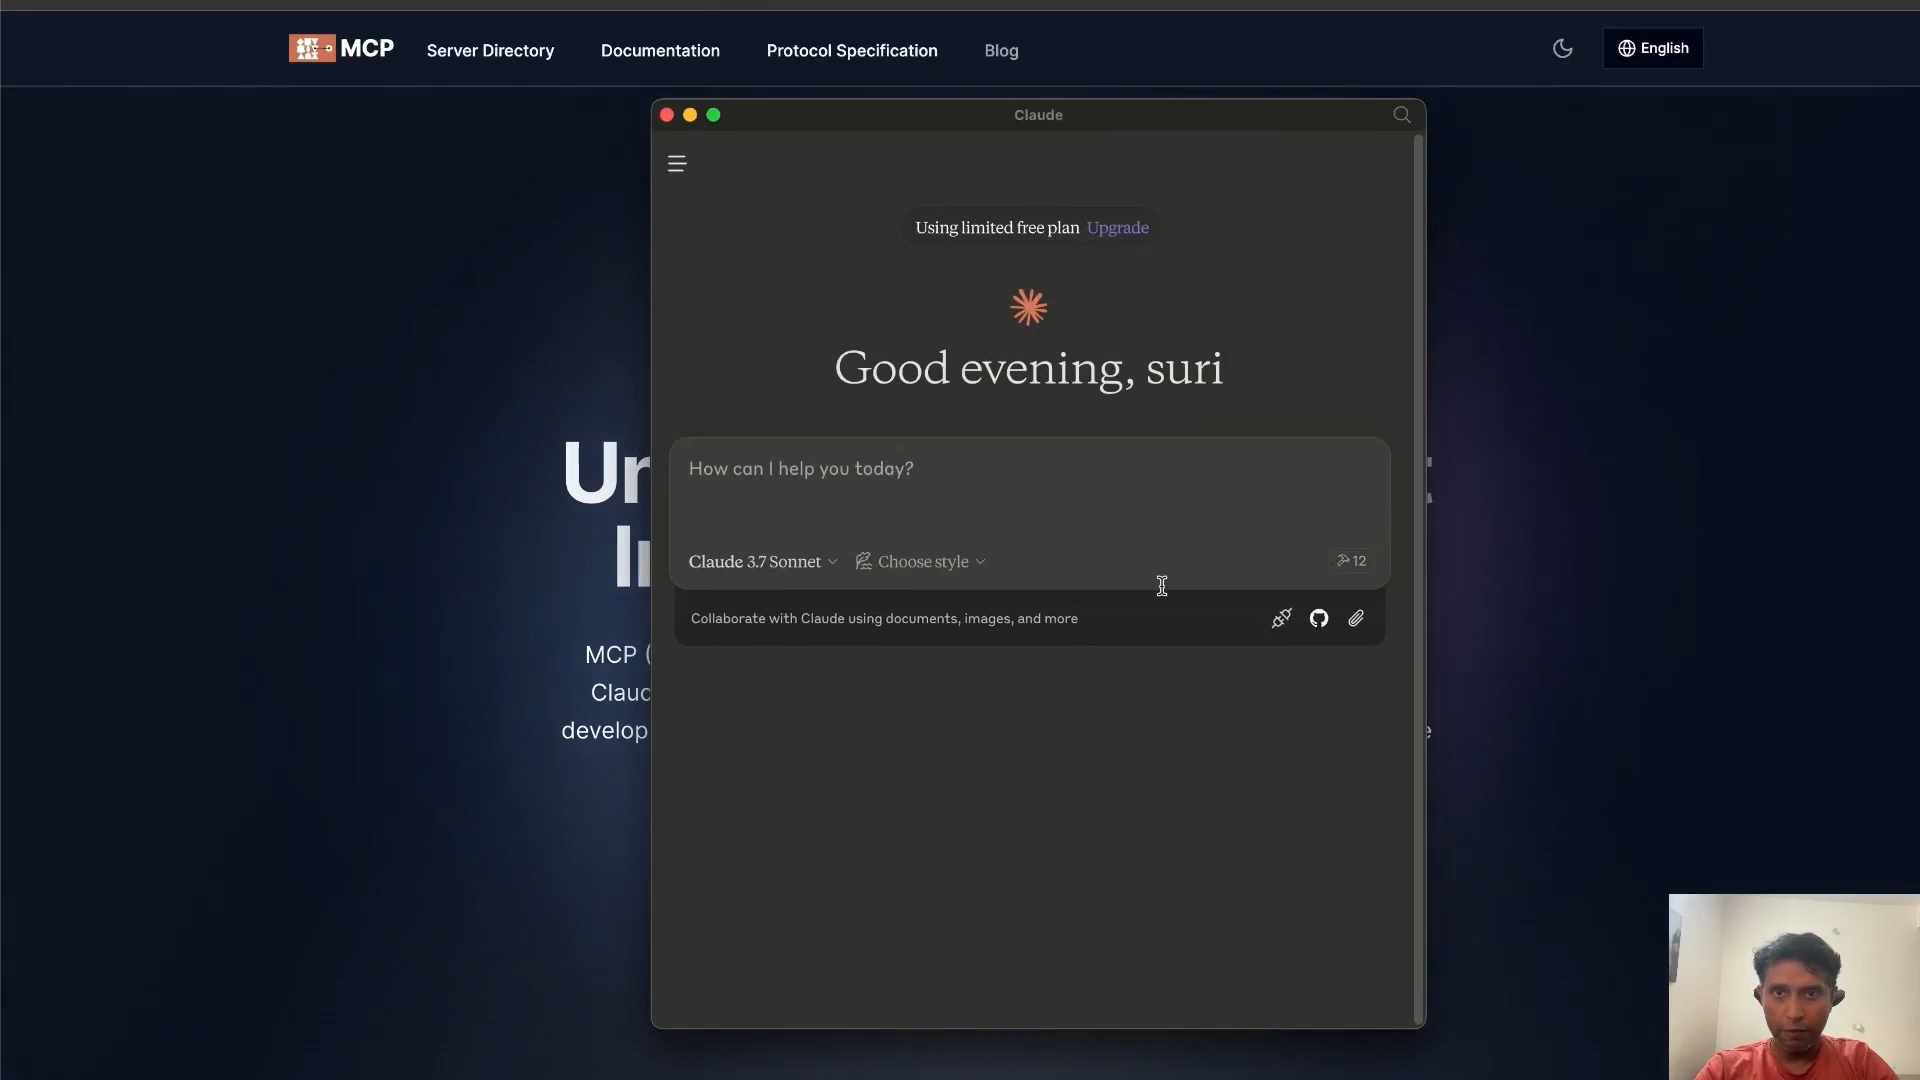 MCP
Server Directory
Documentation
Protocol Specification
Blog
English
Claude
Using limited free plan Upgrade
Good evening, suri
How can I help you today?
Claude 3.7 Sonnet
Choose style
12
Collaborate with Claude using documents, images, and more
MCP (
develop